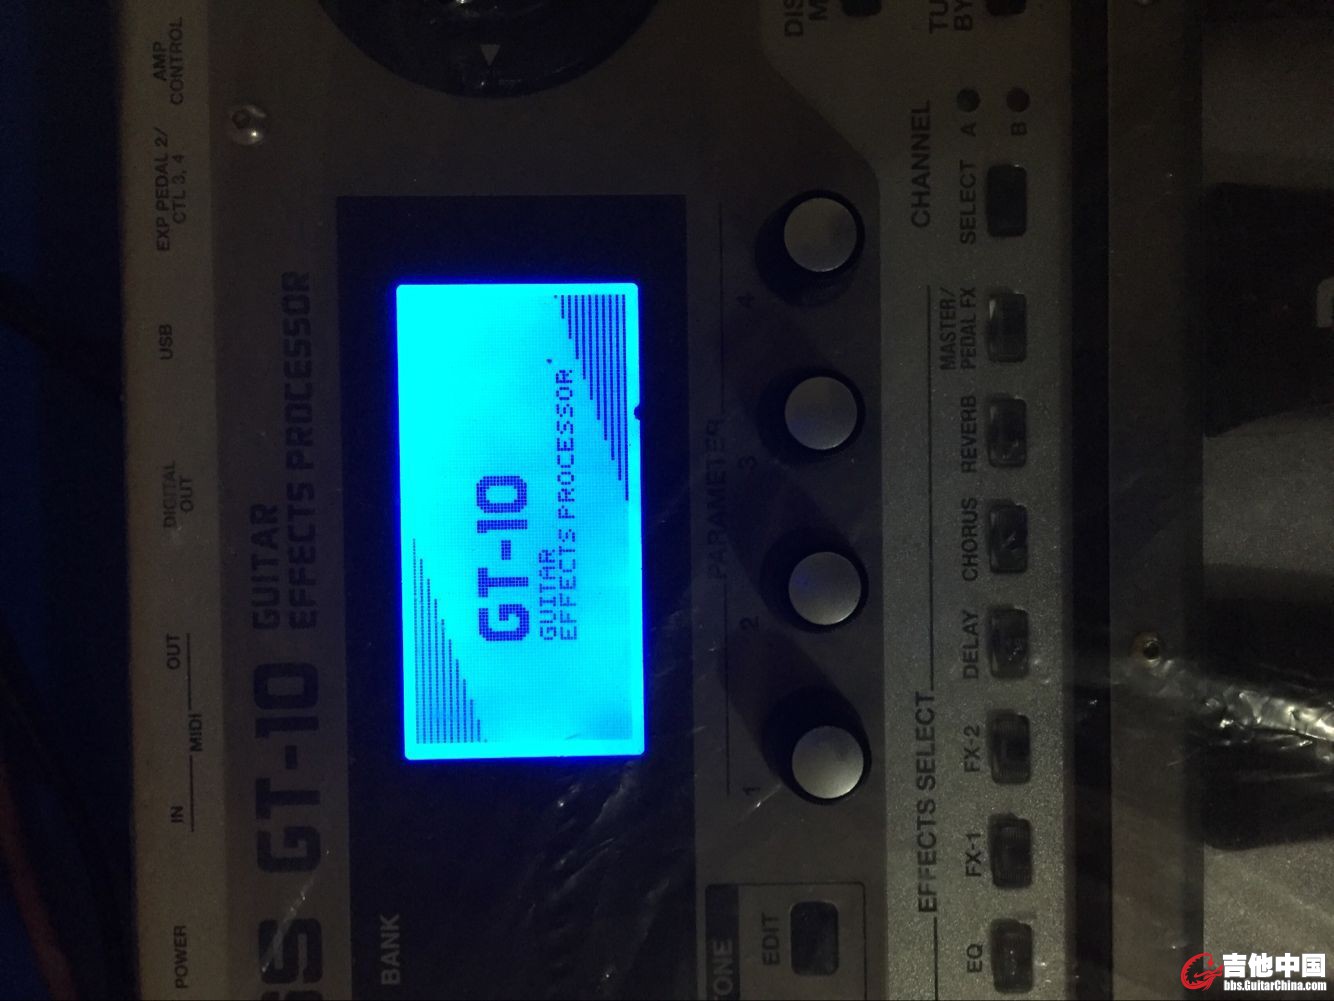 POWER
IN
MIDI
OUT
DIGITAL
OUT
USB
EXP PEDAL 2/
CTL 3, 4
AMP
CONTROL
GT-10
GUITAR
EFFECTS PROCESSOR
BANK
GT-10
GUITAR
EFFECTS PROCESSOR
PARAMETER
1
2
3
4
EDIT
EFFECTS SELECT
EQ
FX-1
FX-2
DELAY
CHORUS
REVERB
MASTER/
PEDAL FX
CHANNEL
SELECT
A
B
吉他中国
bbs.GuitarChina.com